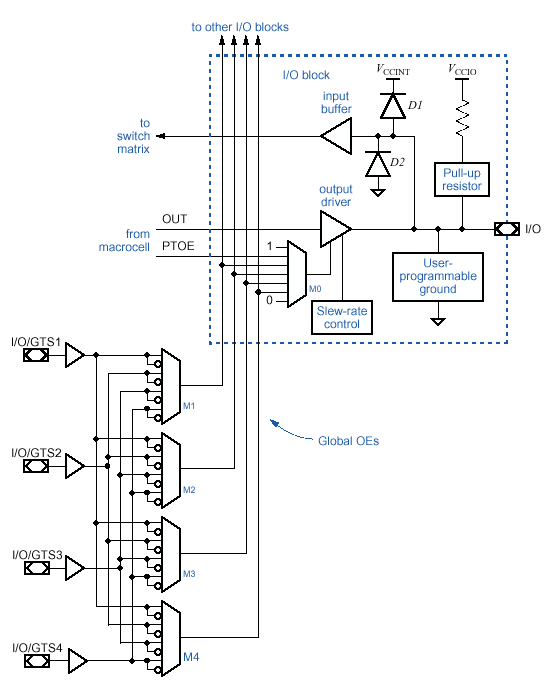 to other I/O blocks
I/O block
VCCINT
VCCIO
input
buffer
D1
to
switch
matrix
D2
Pull-up
resistor
output
driver
OUT
from
macrocell
PTOE
I/O
1
0
M0
User-
programmable
ground
Slew-rate
control
I/O/GTS1
M1
Global OEs
I/O/GTS2
M2
I/O/GTS3
M3
I/O/GTS4
M4